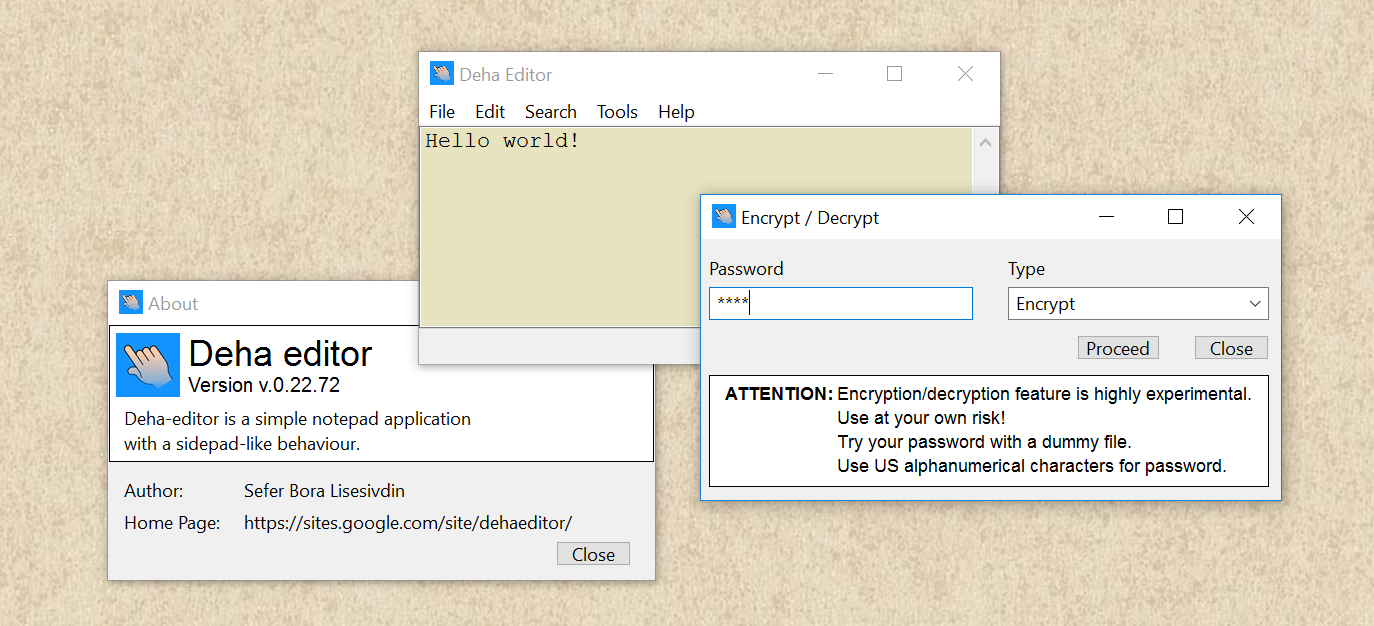 Deha Editor
File Edit Search Tools Help
Hello world!
Encrypt / Decrypt
Password Type
**** Encrypt
Proceed Close
ATTENTION: Encryption/decryption feature is highly experimental.
Use at your own risk!
Try your password with a dummy file.
Use US alphanumerical characters for password.
About
Deha editor
Version v.0.22.72
Deha-editor is a simple notepad application
with a sidepad-like behaviour.
Author: Sefer Bora Lisesivdin
Home Page: https://sites.google.com/site/dehaeditor/
Close